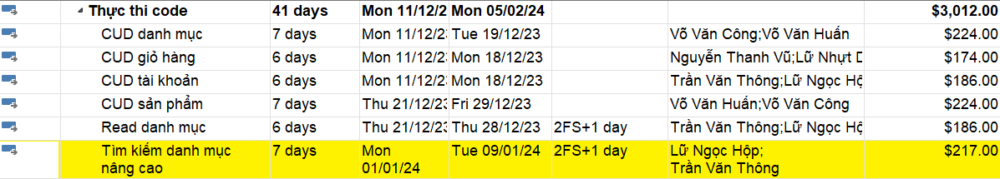 Thực thi code 41 days Mon 11/12/2 Mon 05/02/24 $3,012.00
CUD danh mục 7 days Mon 11/12/23 Tue 19/12/23 Võ Văn Công;Võ Văn Huấn $224.00
CUD giỏ hàng 6 days Mon 11/12/23 Mon 18/12/23 Nguyễn Thanh Vũ;Lữ Nhựt D $174.00
CUD tài khoản 6 days Mon 11/12/23 Mon 18/12/23 Trần Văn Thông;Lữ Ngọc Hộ $186.00
CUD sản phẩm 7 days Thu 21/12/23 Fri 29/12/23 Võ Văn Huấn;Võ Văn Công $224.00
Read danh mục 6 days Thu 21/12/23 Thu 28/12/23 2FS+1 day Trần Văn Thông;Lữ Ngọc Hộ $186.00
Tìm kiếm danh mục 7 days Mon Tue 09/01/24 2FS+1 day Lữ Ngọc Hộp; $217.00
nâng cao 01/01/24 Trần Văn Thông